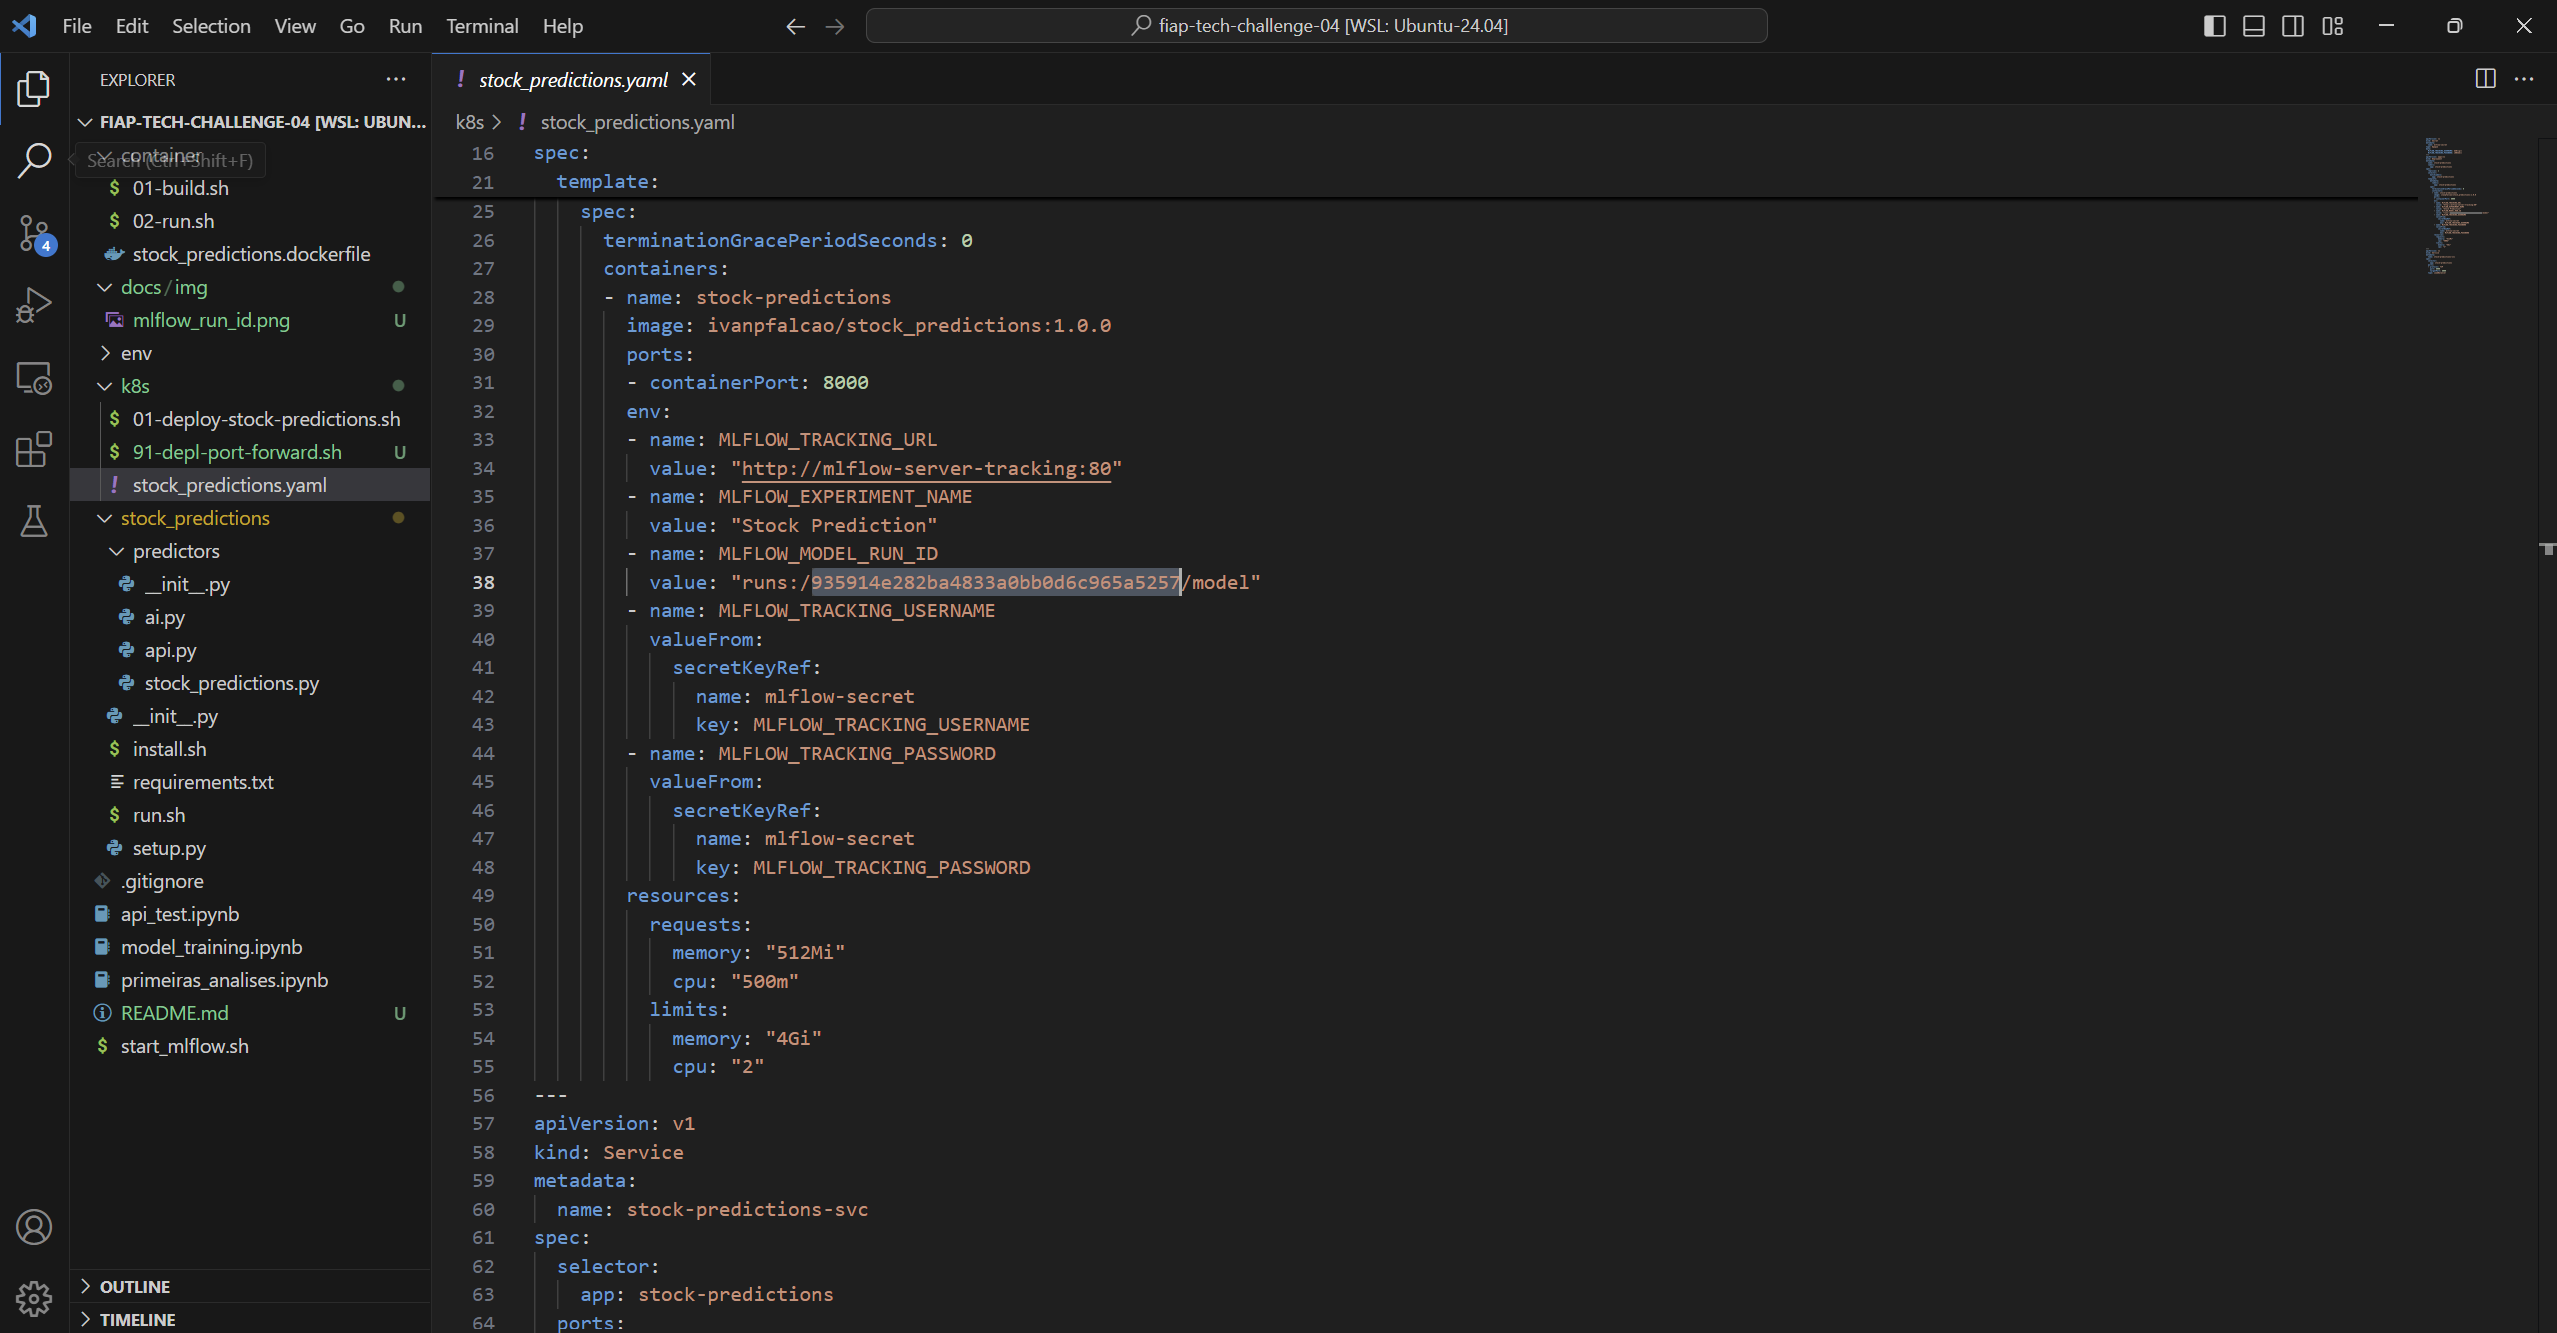 File Edit Selection View Go Run Terminal Help
fiap-tech-challenge-04 [WSL: Ubuntu-24.04]
EXPLORER
FIAP-TECH-CHALLENGE-04 [WSL: UBUN...
container
Search (Ctrl+Shift+F)
01-build.sh
02-run.sh
stock_predictions.dockerfile
docs/img
mlflow_run_id.png U
env
k8s
01-deploy-stock-predictions.sh
91-depl-port-forward.sh U
stock_predictions.yaml
stock_predictions
predictors
__init__.py
ai.py
api.py
stock_predictions.py
__init__.py
install.sh
requirements.txt
run.sh
setup.py
.gitignore
api_test.ipynb
model_training.ipynb
primeiras_analises.ipynb
README.md U
start_mlflow.sh
OUTLINE
TIMELINE
4
! stock_predictions.yaml
k8s > ! stock_predictions.yaml
16 spec:
21 template:
25 spec:
26 terminationGracePeriodSeconds: 0
27 containers:
28 - name: stock-predictions
29 image: ivanpfalcao/stock_predictions:1.0.0
30 ports:
31 - containerPort: 8000
32 env:
33 - name: MLFLOW_TRACKING_URL
34 value: "http://mlflow-server-tracking:80"
35 - name: MLFLOW_EXPERIMENT_NAME
36 value: "Stock Prediction"
37 - name: MLFLOW_MODEL_RUN_ID
38 value: "runs:/935914e282ba4833a0bb0d6c965a5257/model"
39 - name: MLFLOW_TRACKING_USERNAME
40 valueFrom:
41 secretKeyRef:
42 name: mlflow-secret
43 key: MLFLOW_TRACKING_USERNAME
44 - name: MLFLOW_TRACKING_PASSWORD
45 valueFrom:
46 secretKeyRef:
47 name: mlflow-secret
48 key: MLFLOW_TRACKING_PASSWORD
49 resources:
50 requests:
51 memory: "512Mi"
52 cpu: "500m"
53 limits:
54 memory: "4Gi"
55 cpu: "2"
56 ---
57 apiVersion: v1
58 kind: Service
59 metadata:
60 name: stock-predictions-svc
61 spec:
62 selector:
63 app: stock-predictions
64 ports: